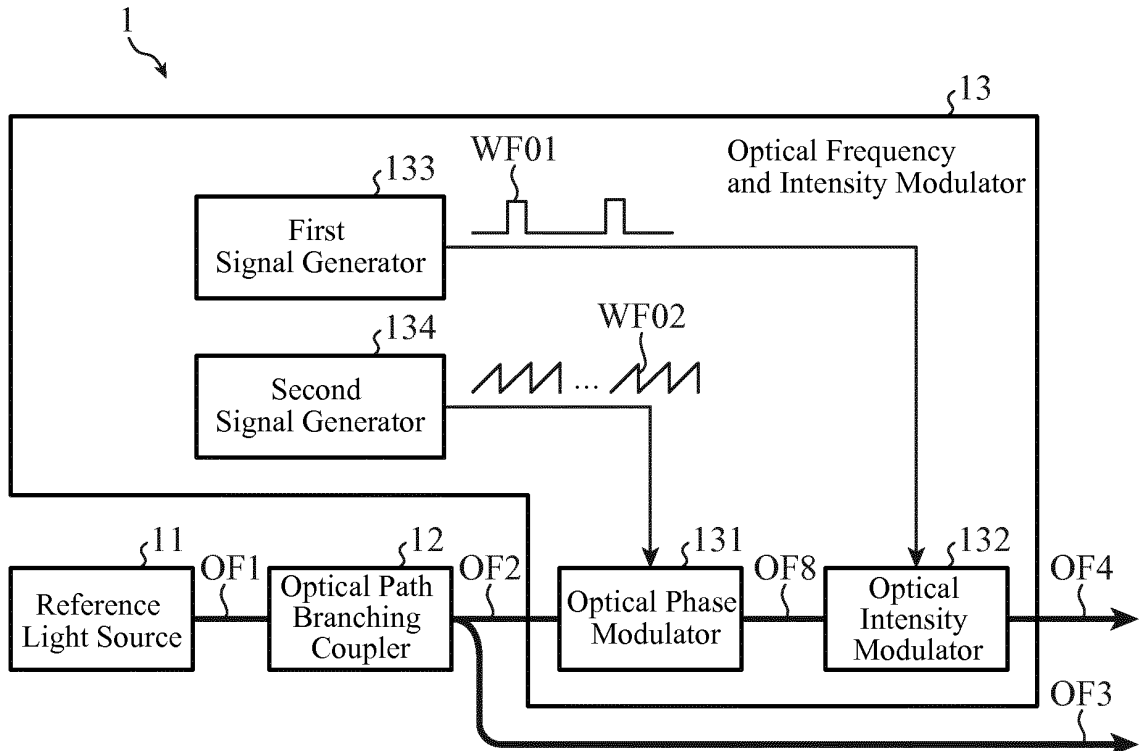 1
13
WF01
Optical Frequency
and Intensity Modulator
133
First
Signal Generator
134
WF02
...
Second
Signal Generator
11
OF1
12
OF2
131
OF8
132
OF4
Reference
Light Source
Optical Path
Branching
Coupler
Optical Phase
Modulator
Optical
Intensity
Modulator
OF3